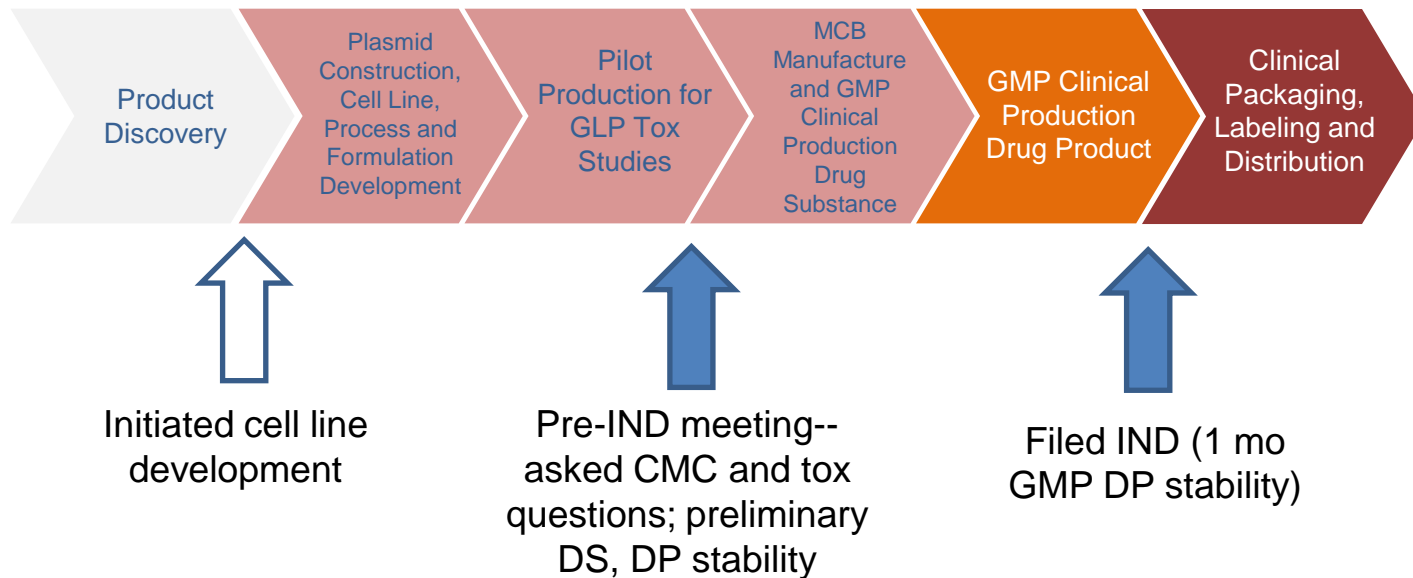 Product
Discovery
Plasmid
Construction,
Cell Line,
Process and
Formulation
Development
Pilot
Production for
GLP Tox
Studies
MCB
Manufacture
and GMP
Clinical
Production
Drug
Substance
GMP Clinical
Production
Drug Product
Clinical
Packaging,
Labeling and
Distribution
Initiated cell line
development
Pre-IND meeting--
asked CMC and tox
questions; preliminary
DS, DP stability
Filed IND (1 mo
GMP DP stability)